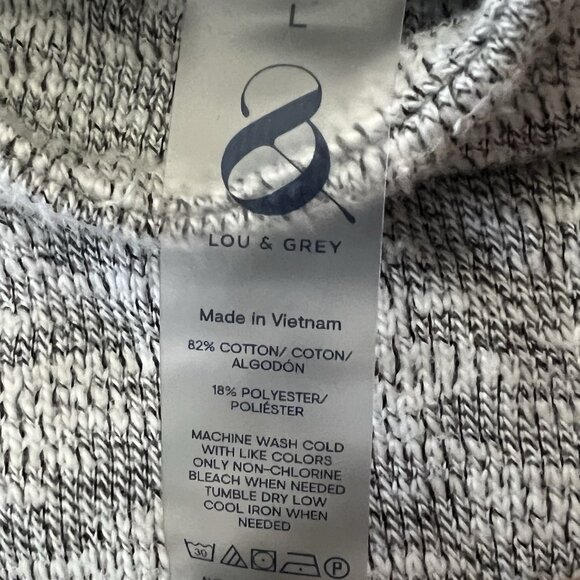 L
&
LOU & GREY
Made in Vietnam
82% COTTON/ COTON/
ALGODÓN
18% POLYESTER/
POLIÉSTER
MACHINE WASH COLD
WITH LIKE COLORS
ONLY NON-CHLORINE
BLEACH WHEN NEEDED
TUMBLE DRY LOW
COOL IRON WHEN
NEEDED
30 P